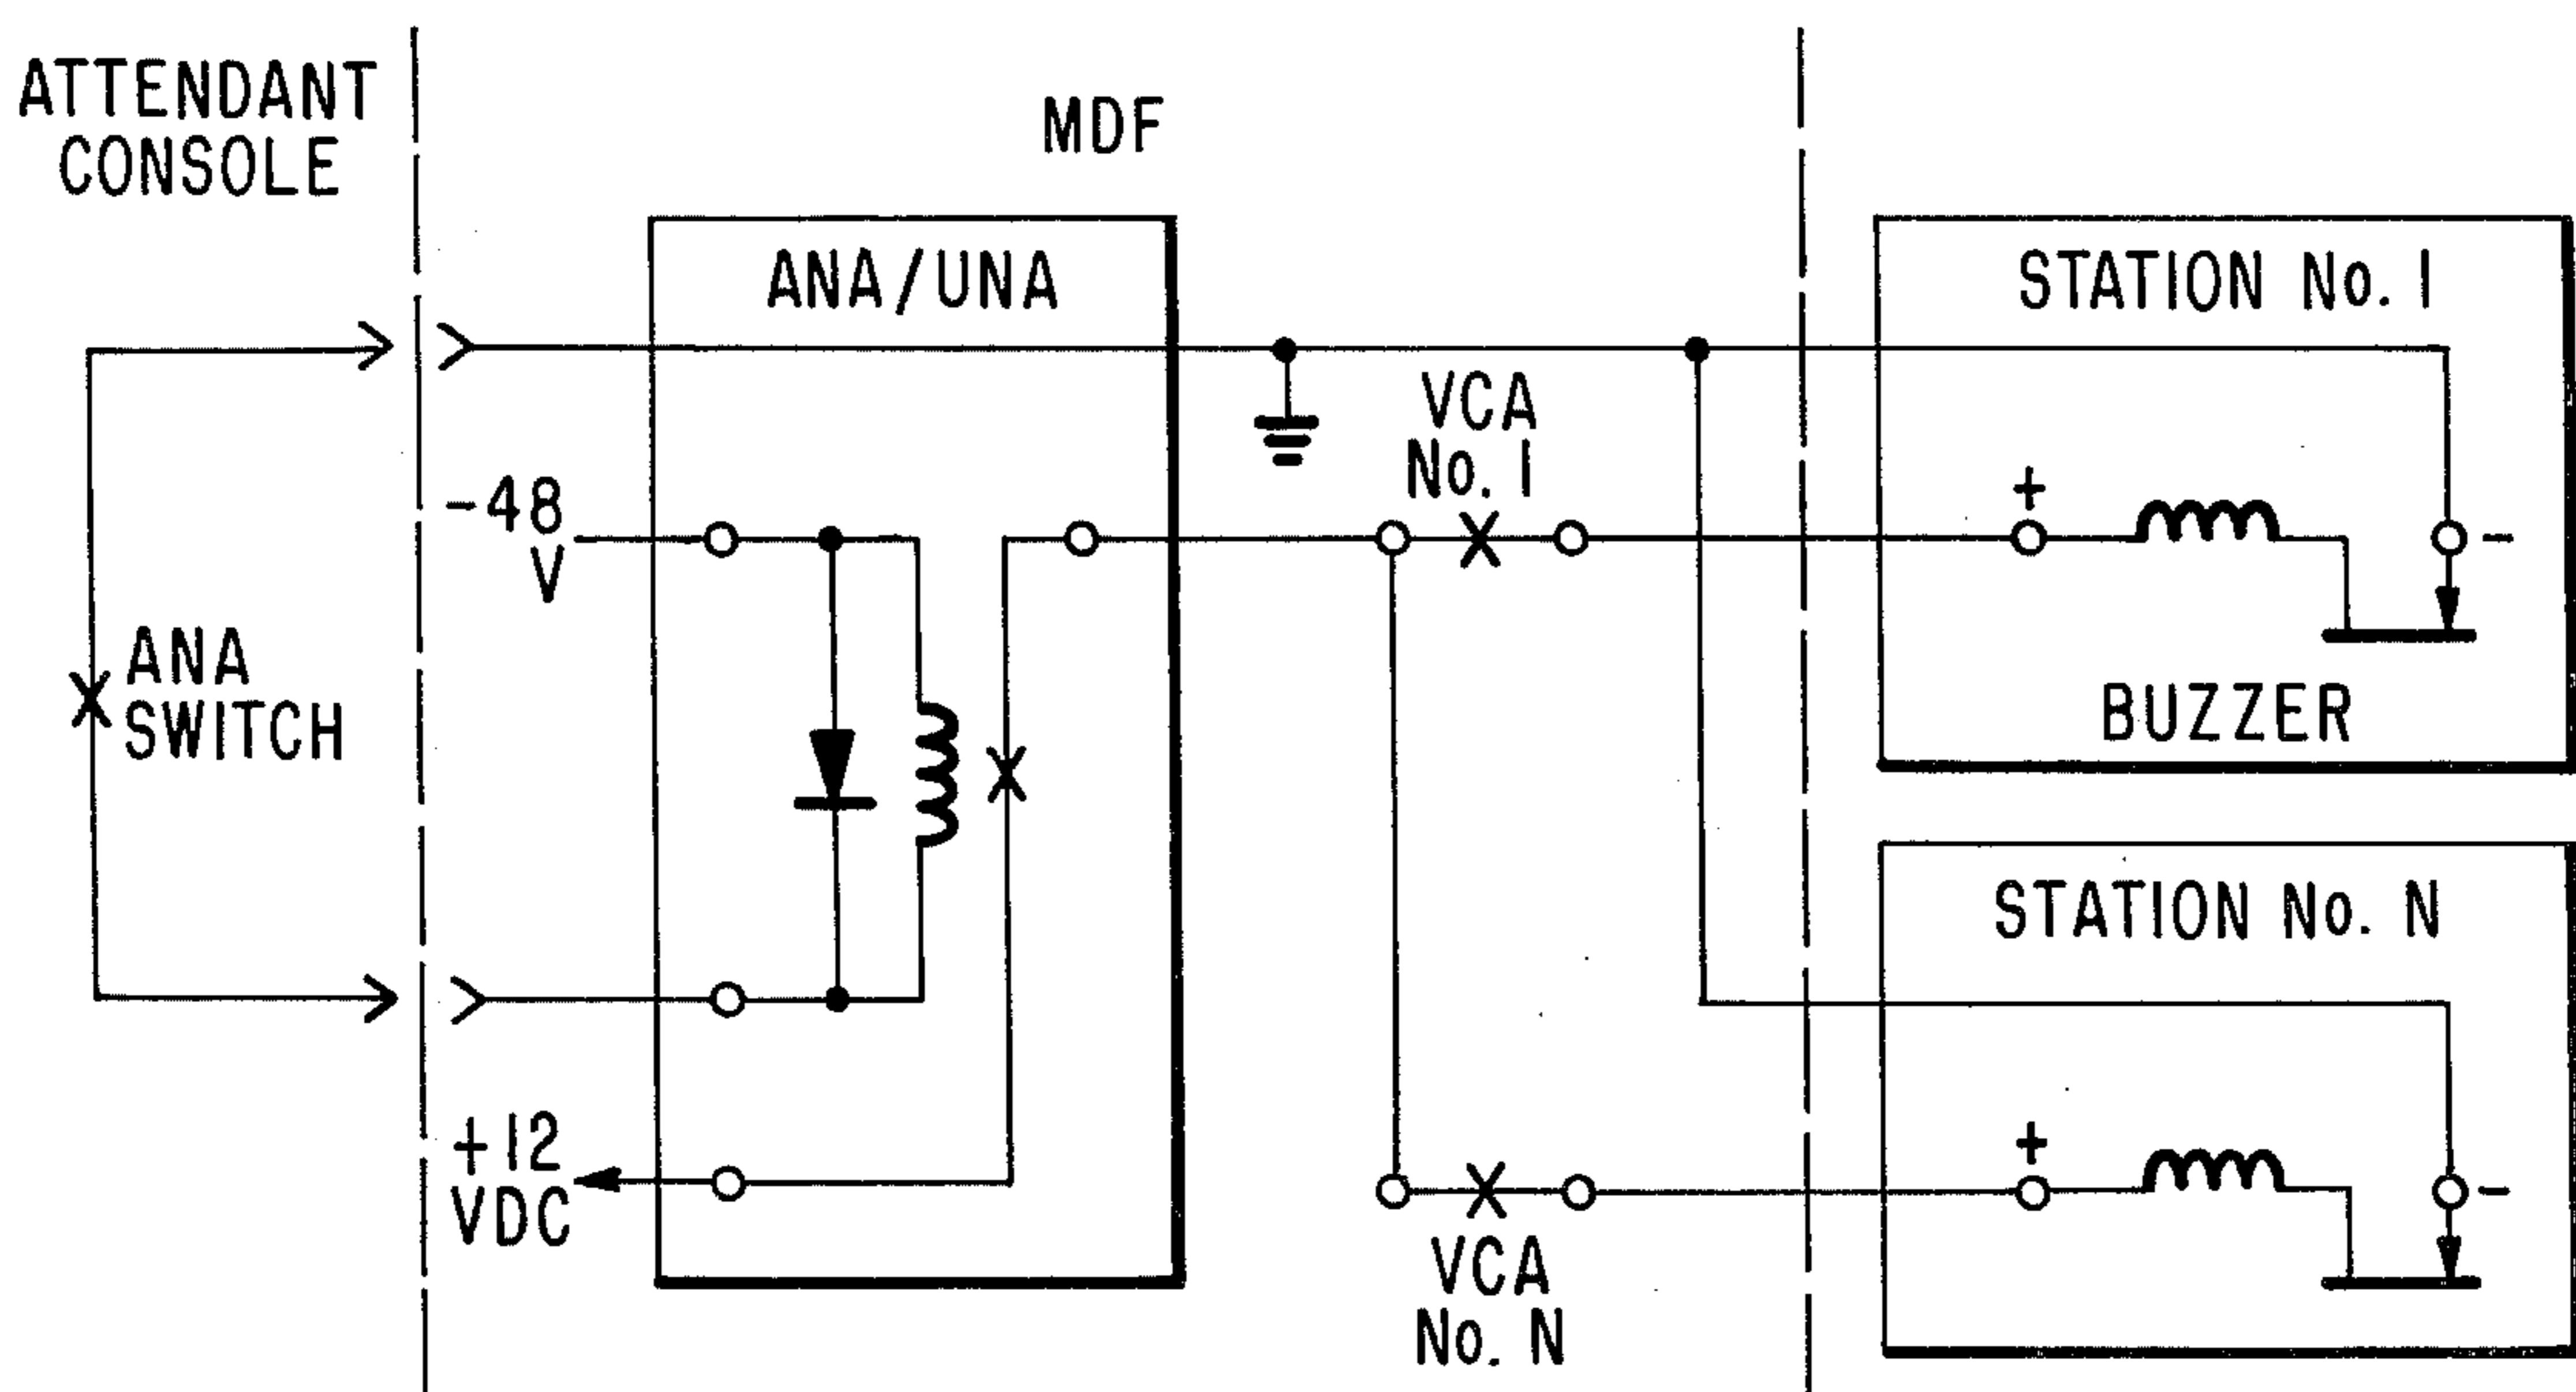 ATTENDANT
CONSOLE
MDF
ANA/UNA
STATION No. 1
VCA
No. 1
-48
V
+
-
ANA
SWITCH
BUZZER
STATION No. N
+12
VDC
+
-
VCA
No. N